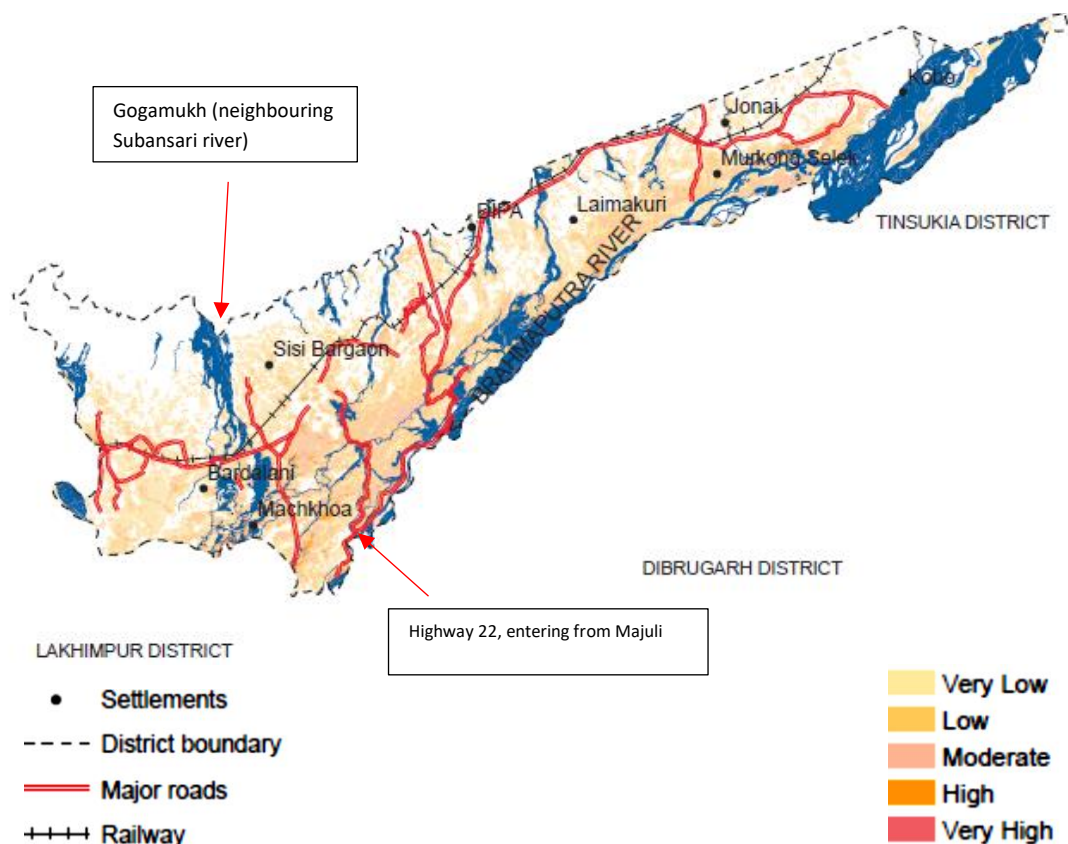 Gogamukh (neighbouring
Subansari river)
Kobo
Jonai
Murkong Selek
DIPA
Laimakuri
TINSUKIA DISTRICT
BRAHMAPUTRA RIVER
Sisi Bargaon
Bardalani
Machkhoa
DIBRUGARH DISTRICT
Highway 22, entering from Majuli
LAKHIMPUR DISTRICT
Settlements
District boundary
Major roads
Railway
Very Low
Low
Moderate
High
Very High